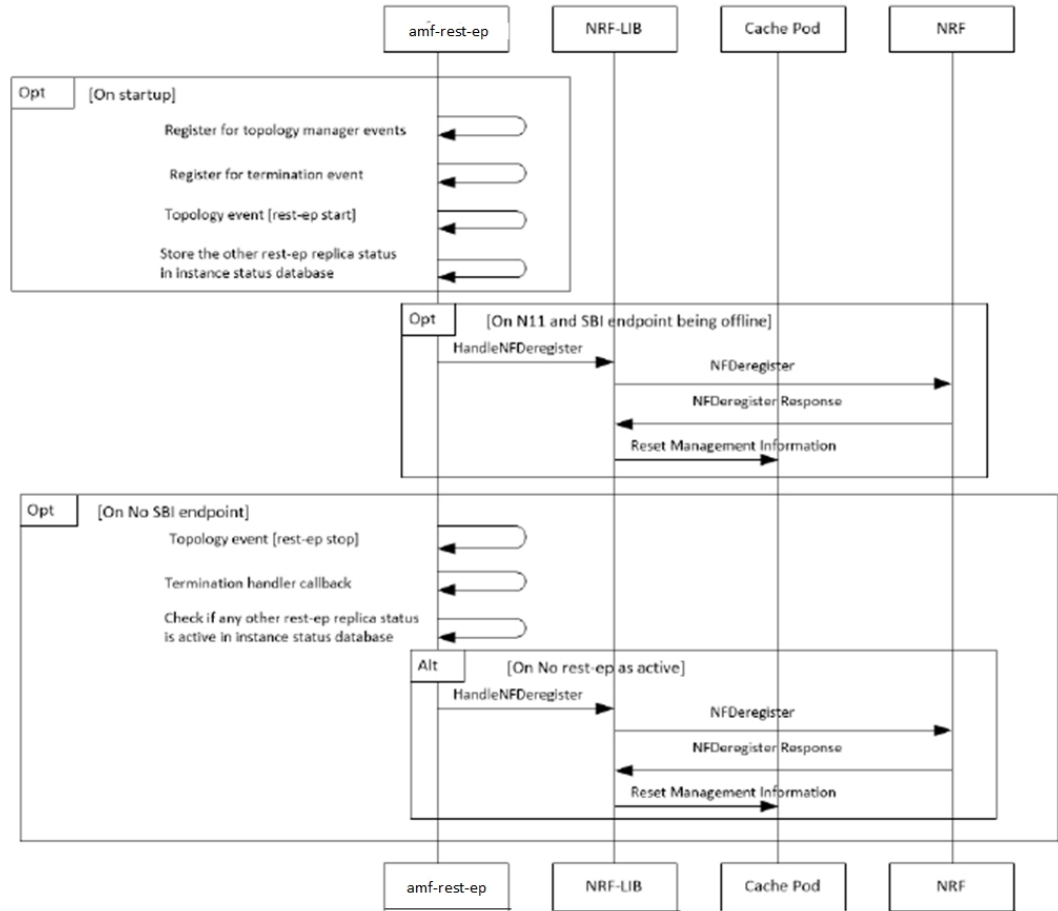 amf-rest-ep
NRF-LIB
Cache Pod
NRF
Opt
[On startup]
Register for topology manager events
Register for termination event
Topology event [rest-ep start]
Store the other rest-ep replica status
in instance status database
Opt
[On N11 and SBI endpoint being offline]
HandleNFDeregister
NFDeregister
NFDeregister Response
Reset Management Information
Opt
[On No SBI endpoint]
Topology event [rest-ep stop]
Termination handler callback
Check if any other rest-ep replica status
is active in instance status database
Alt
[On No rest-ep as active]
HandleNFDeregister
NFDeregister
NFDeregister Response
Reset Management Information
amf-rest-ep
NRF-LIB
Cache Pod
NRF